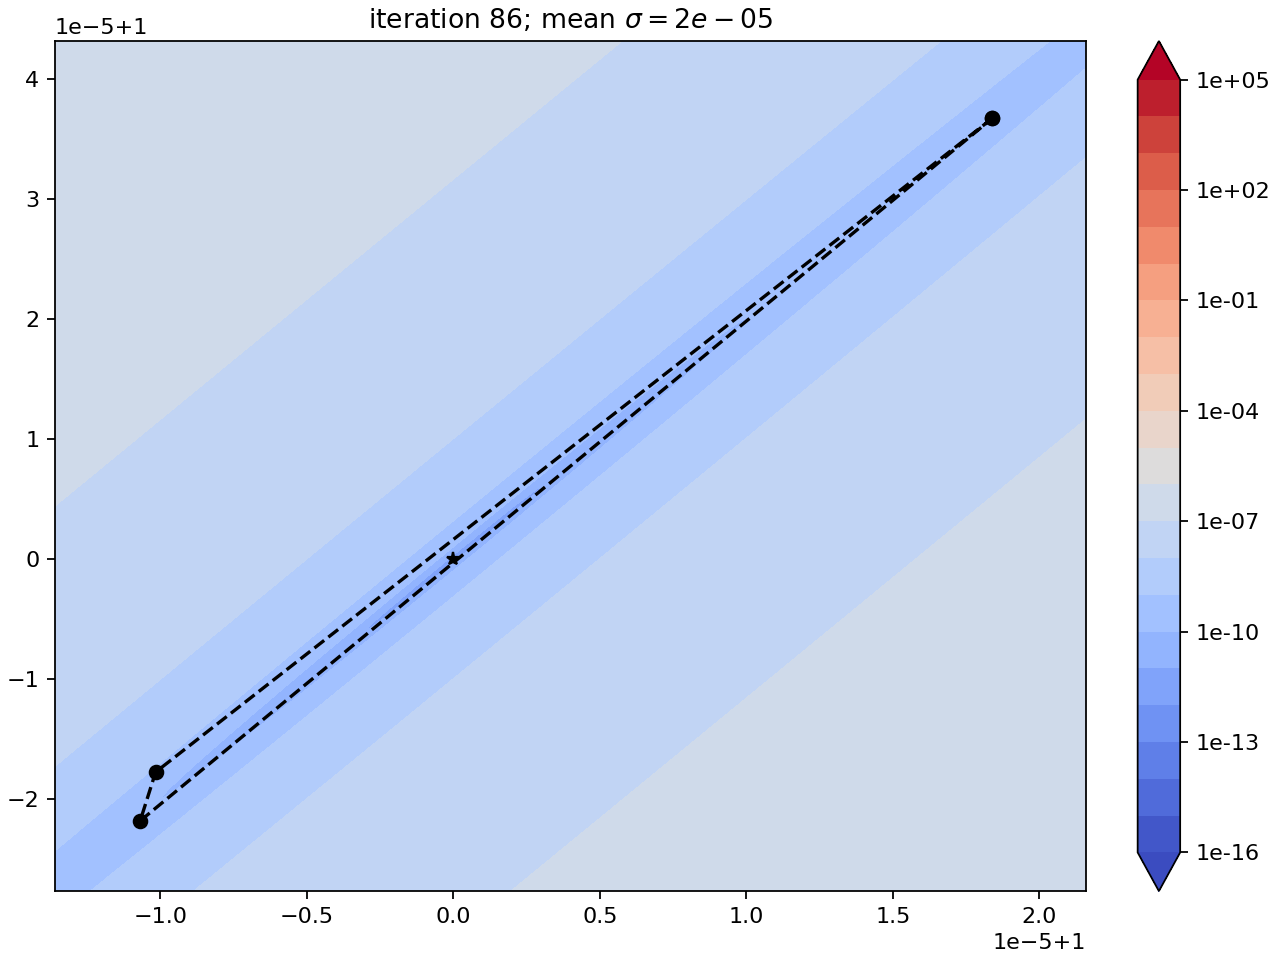 iteration 86; mean σ = 2e − 05
1e−5+1
4
3
2
1
0
−1
−2
−1.0 −0.5 0.0 0.5 1.0 1.5 2.0
1e−5+1
1e+05
1e+02
1e-01
1e-04
1e-07
1e-10
1e-13
1e-16